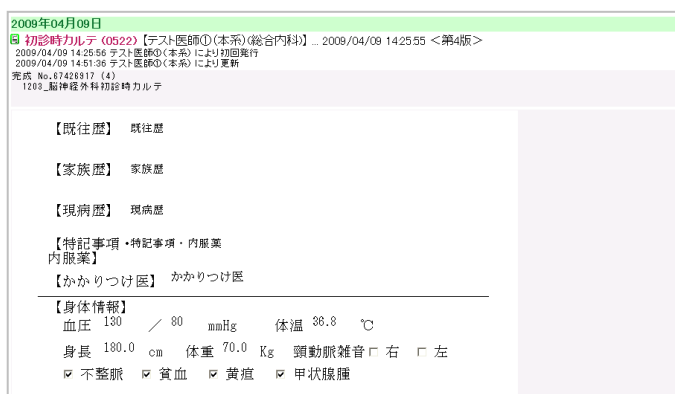 2009年04月09日
初診時カルテ (0522) 【テスト医師①(本系)(総合内科)】 ... 2009/04/09 14:25:55 <第4版>
2009/04/09 14:25:56 テスト医師①(本系) により初回発行
2009/04/09 14:51:36 テスト医師①(本系) により更新
完成 No.67426917 (4)
1203_脳神経外科初診時カルテ
【既往歴】 既往歴
【家族歴】 家族歴
【現病歴】 現病歴
【特記事項・特記事項・内服薬
内服薬】
【かかりつけ医】 かかりつけ医
【身体情報】
血圧 130 / 80 mmHg 体温 36.8 ℃
身長 180.0 cm 体重 70.0 Kg 頸動脈雑音 右 左
不整脈 貧血 黄疸 甲状腺腫